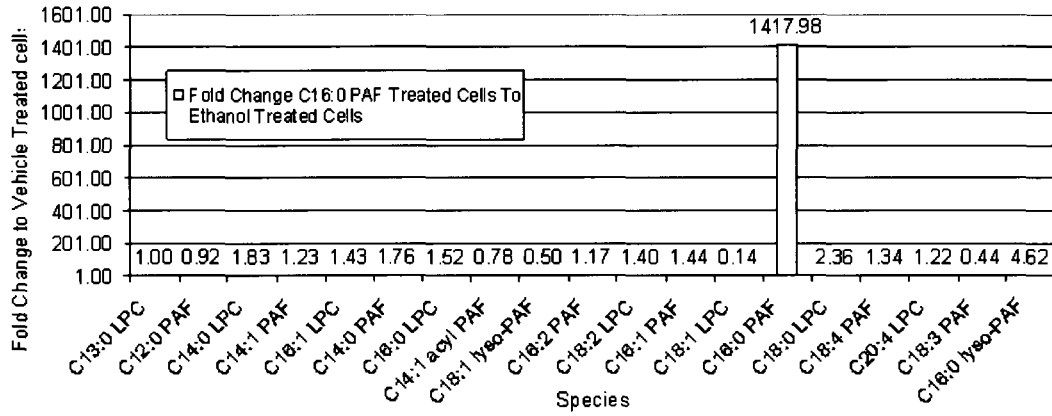 1601.00
1401.00
1201.00
1001.00
801.00
601.00
401.00
201.00
1.00
Fold Change to Vehicle Treated cell:
1417.98
Fold Change C16:0 PAF Treated Cells To
Ethanol Treated Cells
1.00 0.92 1.83 1.23 1.43 1.76 1.52 0.78 0.50 1.17 1.40 1.44 0.14 2.36 1.34 1.22 0.44 4.62
C13:0 LPC
C12:0 PAF
C14:0 LPC
C14:1 PAF
C16:1 LPC
C14:0 PAF
C16:0 LPC
C14:1 acyl PAF
C18:1 lyso-PAF
C16:2 PAF
C18:2 LPC
C16:1 PAF
C18:1 LPC
C16:0 PAF
C18:0 LPC
C18:4 PAF
C20:4 LPC
C18:3 PAF
C16:0 lyso-PAF
Species